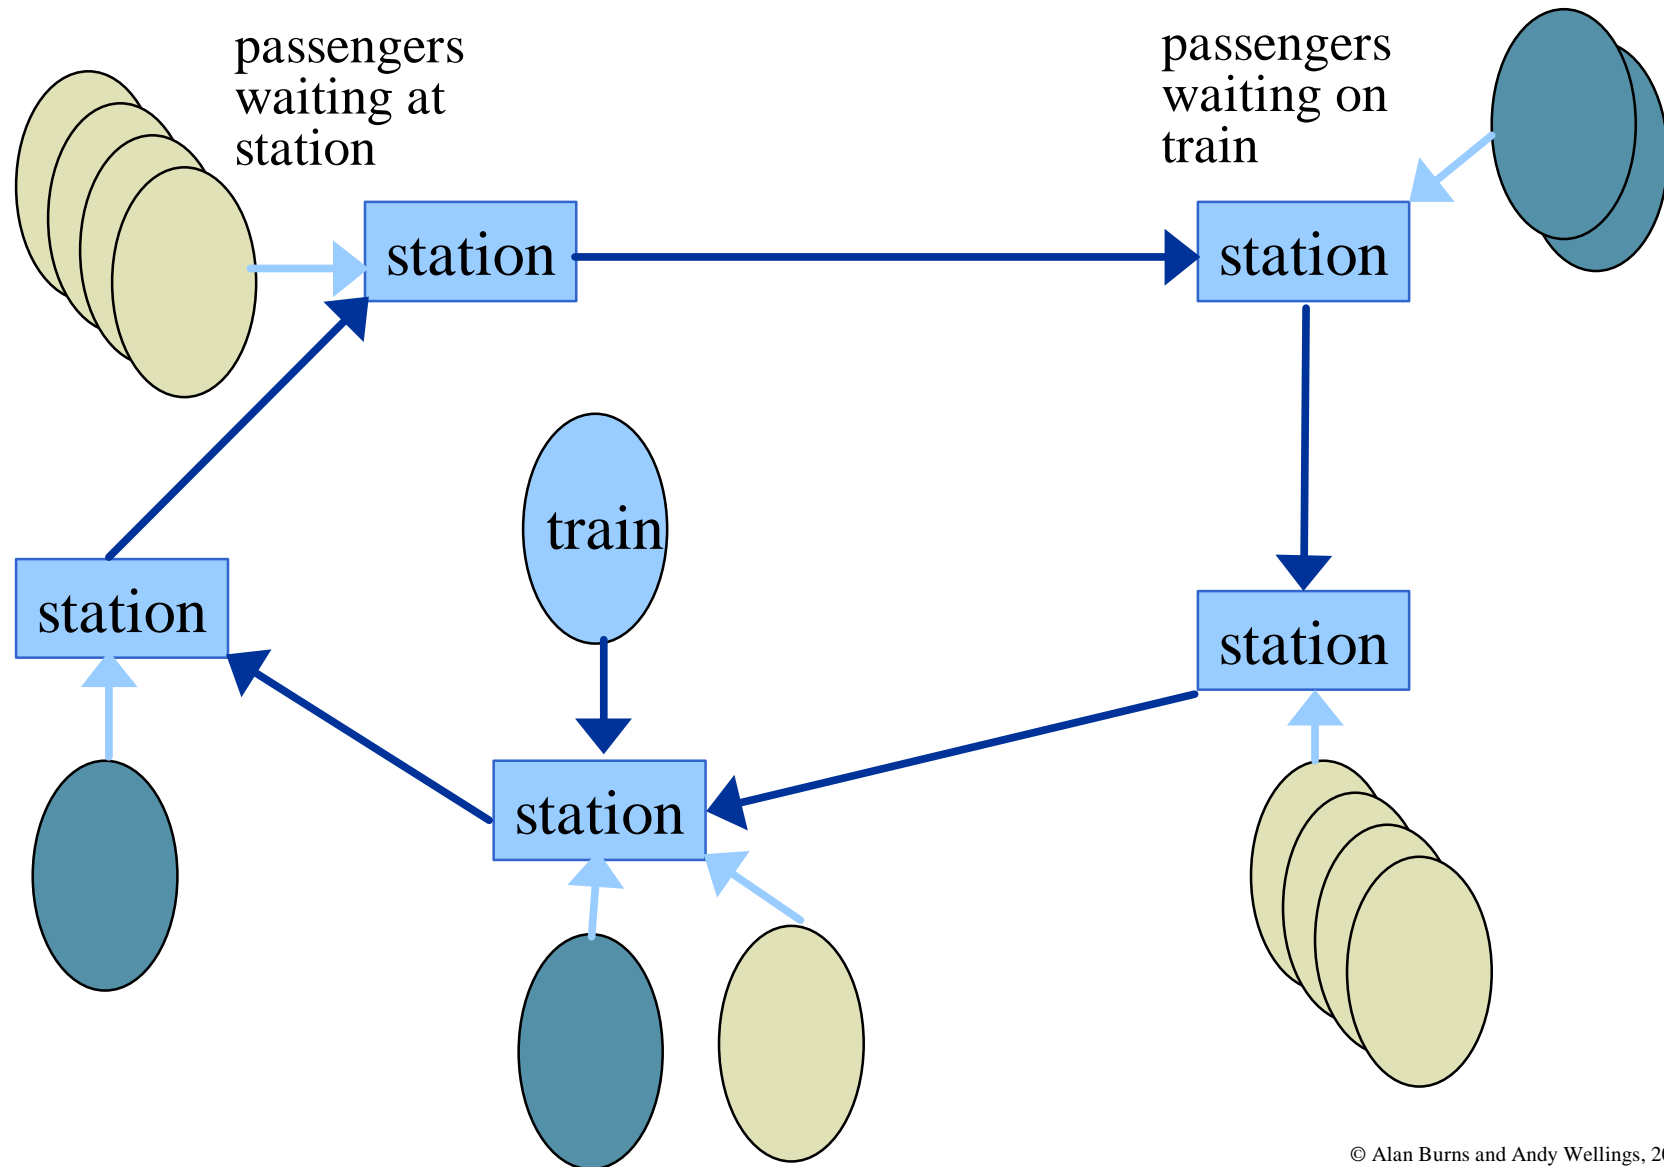 passengers
waiting at
station
passengers
waiting on
train
station
station
train
station
station
station
© Alan Burns and Andy Wellings,